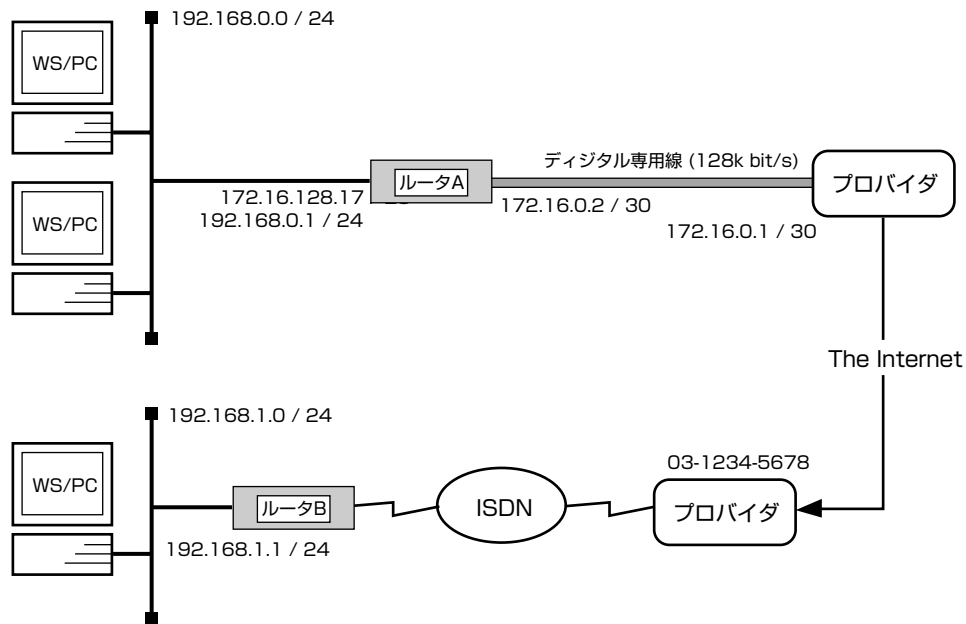 192.168.0.0 / 24
WS/PC
ディジタル専用線 (128k bit/s)
ルータA
プロバイダ
172.16.128.17
172.16.0.2 / 30
192.168.0.1 / 24
172.16.0.1 / 30
WS/PC
The Internet
192.168.1.0 / 24
03-1234-5678
WS/PC
ルータB
ISDN
プロバイダ
192.168.1.1 / 24